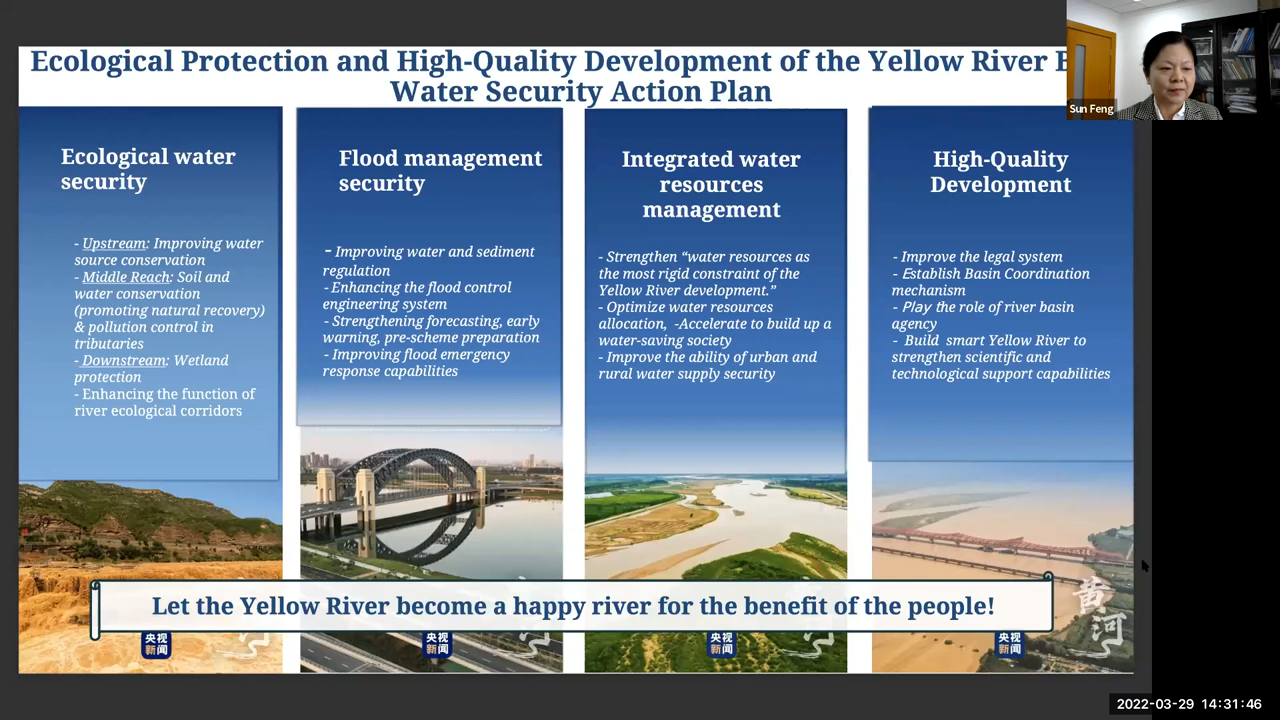 Ecological Protection and High-Quality Development of the Yellow River
Water Security Action Plan
Sun Feng
Ecological water
security
- Upstream: Improving water
source conservation
- Middle Reach: Soil and
water conservation
(promoting natural recovery)
& pollution control in
tributaries
- Downstream: Wetland
protection
- Enhancing the function of
river ecological corridors
Flood management
security
- Improving water and sediment
regulation
- Enhancing the flood control
engineering system
- Strengthening forecasting, early
warning, pre-scheme preparation
- Improving flood emergency
response capabilities
Integrated water
resources
management
- Strengthen “water resources as
the most rigid constraint of the
Yellow River development.”
- Optimize water resources
allocation, -Accelerate to build up a
water-saving society
- Improve the ability of urban and
rural water supply security
High-Quality
Development
- Improve the legal system
- Establish Basin Coordination
mechanism
- Play the role of river basin
agency
- Build smart Yellow River to
strengthen scientific and
technological support capabilities
Let the Yellow River become a happy river for the benefit of the people!
央视
新闻
央视
新闻
央视
新闻
央视
新闻
黄
河
2022-03-29 14:31:46